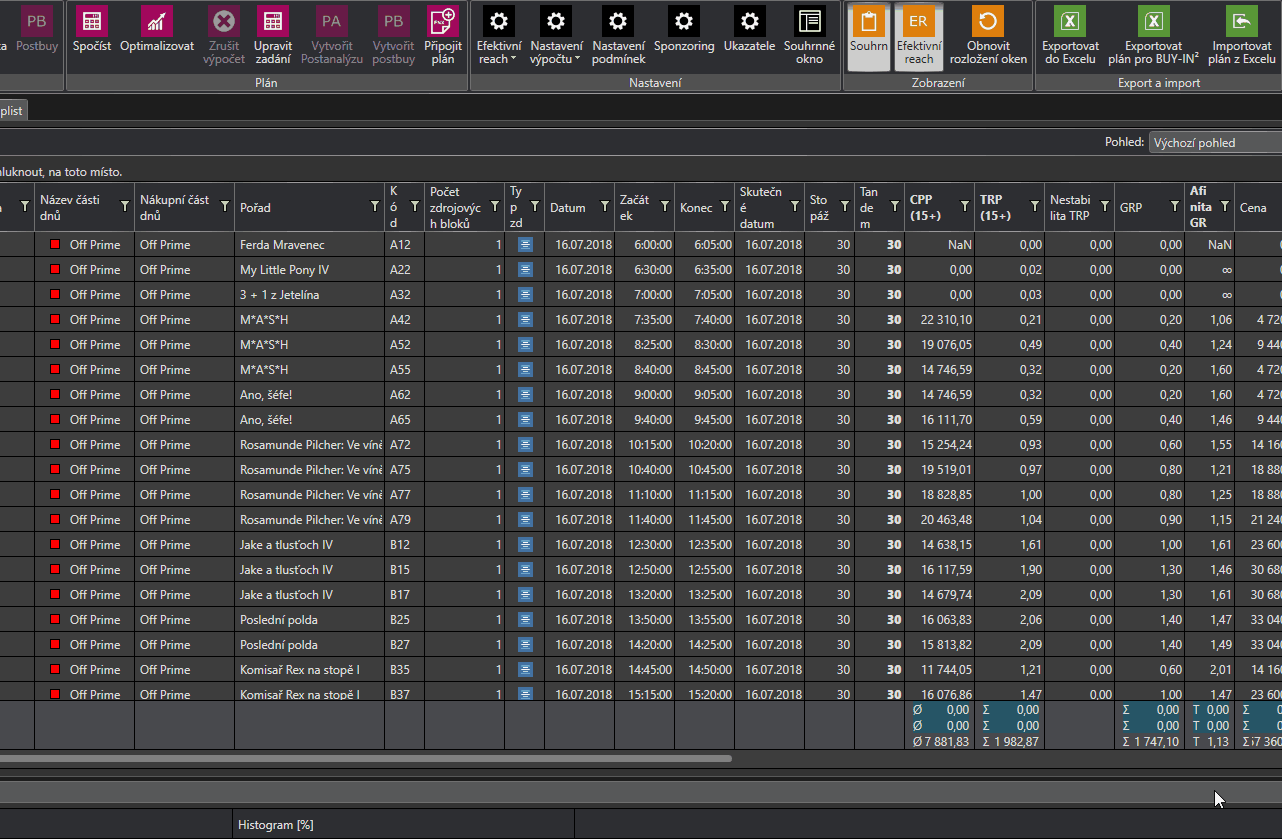 PB PA PB ER
ta Postbuy Spočíst Optimalizovat Zrušit výpočet Upravit zadání Vytvořit Postanalýzu Vytvořit postbuy Připojit plán Efektivní reach Nastavení výpočtu Nastavení podmínek Sponzoring Ukazatele Souhrnné okno Souhrn Efektivní reach Obnovit rozložení oken Exportovat do Excelu Exportovat plán pro BUY-IN² Importovat plán z Excelu
Plán Nastavení Zobrazení Export a import
plist
Pohled: Výchozí pohled
hluknout, na toto místo.
Název části dnů Nákupní část dnů Pořad Kód Počet zdrojových bloků Typ zd Datum Začátek Konec Skutečné datum Stopáž Tandem CPP (15+) TRP (15+) Nestabilita TRP GRP Afinita GR Cena
Off Prime Off Prime Ferda Mravenec A12 1 16.07.2018 6:00:00 6:05:00 16.07.2018 30 30 NaN 0,00 0,00 0,00 NaN 0
Off Prime Off Prime My Little Pony IV A22 1 16.07.2018 6:30:00 6:35:00 16.07.2018 30 30 0,00 0,02 0,00 0,00 ∞ 0
Off Prime Off Prime 3 + 1 z Jetelína A32 1 16.07.2018 7:00:00 7:05:00 16.07.2018 30 30 0,00 0,03 0,00 0,00 ∞ 0
Off Prime Off Prime M*A*S*H A42 1 16.07.2018 7:35:00 7:40:00 16.07.2018 30 30 22 310,10 0,21 0,00 0,20 1,06 4 720
Off Prime Off Prime M*A*S*H A52 1 16.07.2018 8:25:00 8:30:00 16.07.2018 30 30 19 076,05 0,49 0,00 0,40 1,24 9 440
Off Prime Off Prime M*A*S*H A55 1 16.07.2018 8:40:00 8:45:00 16.07.2018 30 30 14 746,59 0,32 0,00 0,20 1,60 4 720
Off Prime Off Prime Ano, šéfe! A62 1 16.07.2018 9:00:00 9:05:00 16.07.2018 30 30 14 746,59 0,32 0,00 0,20 1,60 4 720
Off Prime Off Prime Ano, šéfe! A65 1 16.07.2018 9:40:00 9:45:00 16.07.2018 30 30 16 111,70 0,59 0,00 0,40 1,46 9 440
Off Prime Off Prime Rosamunde Pilcher: Ve víně A72 1 16.07.2018 10:15:00 10:20:00 16.07.2018 30 30 15 254,24 0,93 0,00 0,60 1,55 14 160
Off Prime Off Prime Rosamunde Pilcher: Ve víně A75 1 16.07.2018 10:40:00 10:45:00 16.07.2018 30 30 19 519,01 0,97 0,00 0,80 1,21 18 880
Off Prime Off Prime Rosamunde Pilcher: Ve víně A77 1 16.07.2018 11:10:00 11:15:00 16.07.2018 30 30 18 828,85 1,00 0,00 0,80 1,25 18 880
Off Prime Off Prime Rosamunde Pilcher: Ve víně A79 1 16.07.2018 11:40:00 11:45:00 16.07.2018 30 30 20 463,48 1,04 0,00 0,90 1,15 21 240
Off Prime Off Prime Jake a tlusťoch IV B12 1 16.07.2018 12:30:00 12:35:00 16.07.2018 30 30 14 638,15 1,61 0,00 1,00 1,61 23 600
Off Prime Off Prime Jake a tlusťoch IV B15 1 16.07.2018 12:50:00 12:55:00 16.07.2018 30 30 16 117,59 1,90 0,00 1,30 1,46 30 680
Off Prime Off Prime Jake a tlusťoch IV B17 1 16.07.2018 13:20:00 13:25:00 16.07.2018 30 30 14 679,74 2,09 0,00 1,30 1,61 30 680
Off Prime Off Prime Poslední polda B25 1 16.07.2018 13:50:00 13:55:00 16.07.2018 30 30 16 063,83 2,06 0,00 1,40 1,47 33 040
Off Prime Off Prime Poslední polda B27 1 16.07.2018 14:20:00 14:25:00 16.07.2018 30 30 15 813,82 2,09 0,00 1,40 1,49 33 040
Off Prime Off Prime Komisař Rex na stopě I B35 1 16.07.2018 14:45:00 14:50:00 16.07.2018 30 30 11 744,05 1,21 0,00 0,60 2,01 14 160
Off Prime Off Prime Komisař Rex na stopě I B37 1 16.07.2018 15:15:00 15:20:00 16.07.2018 30 30 16 076,86 1,47 0,00 1,00 1,47 23 600
Ø 0,00 Σ 0,00 Σ 0,00 T 0,00 Σ 0
Ø 0,00 Σ 0,00 Σ 0,00 T 0,00 Σ 0
Ø 7 881,83 Σ 1 982,87 Σ 1 747,10 T 1,13 Σ i7 360
Histogram [%]